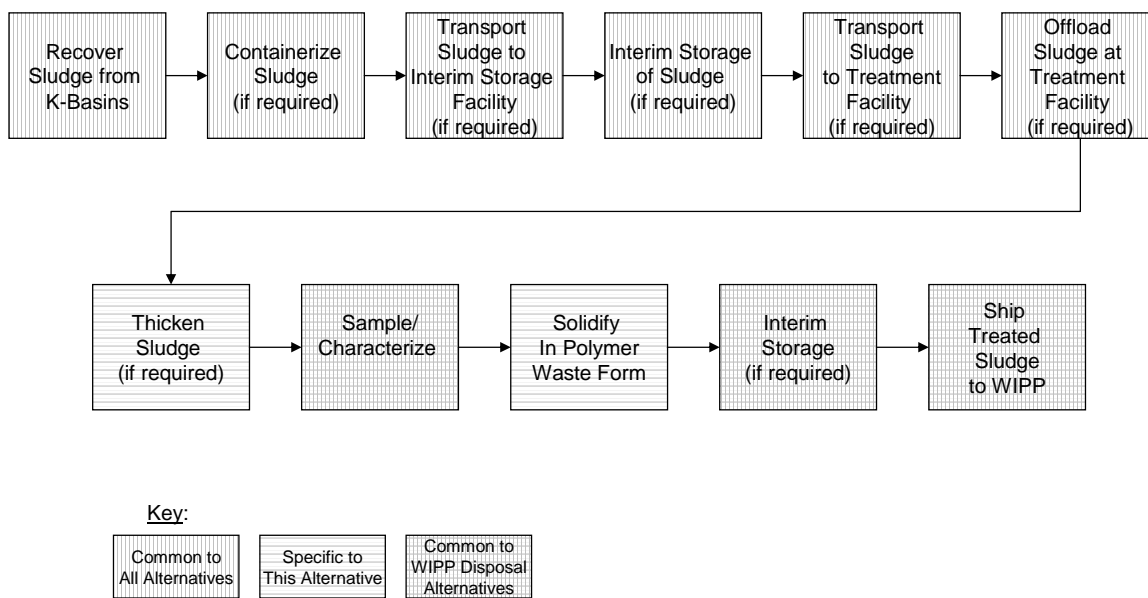 Recover
Sludge from
K-Basins
Containerize
Sludge
(if required)
Transport
Sludge to
Interim Storage
Facility
(if required)
Interim Storage
of Sludge
(if required)
Transport
Sludge
to Treatment
Facility
(if required)
Offload
Sludge at
Treatment
Facility
(if required)
Thicken
Sludge
(if required)
Sample/
Characterize
Solidify
In Polymer
Waste Form
Interim
Storage
(if required)
Ship
Treated
Sludge
to WIPP
Key:
Common to
All Alternatives
Specific to
This Alternative
Common to
WIPP Disposal
Alternatives